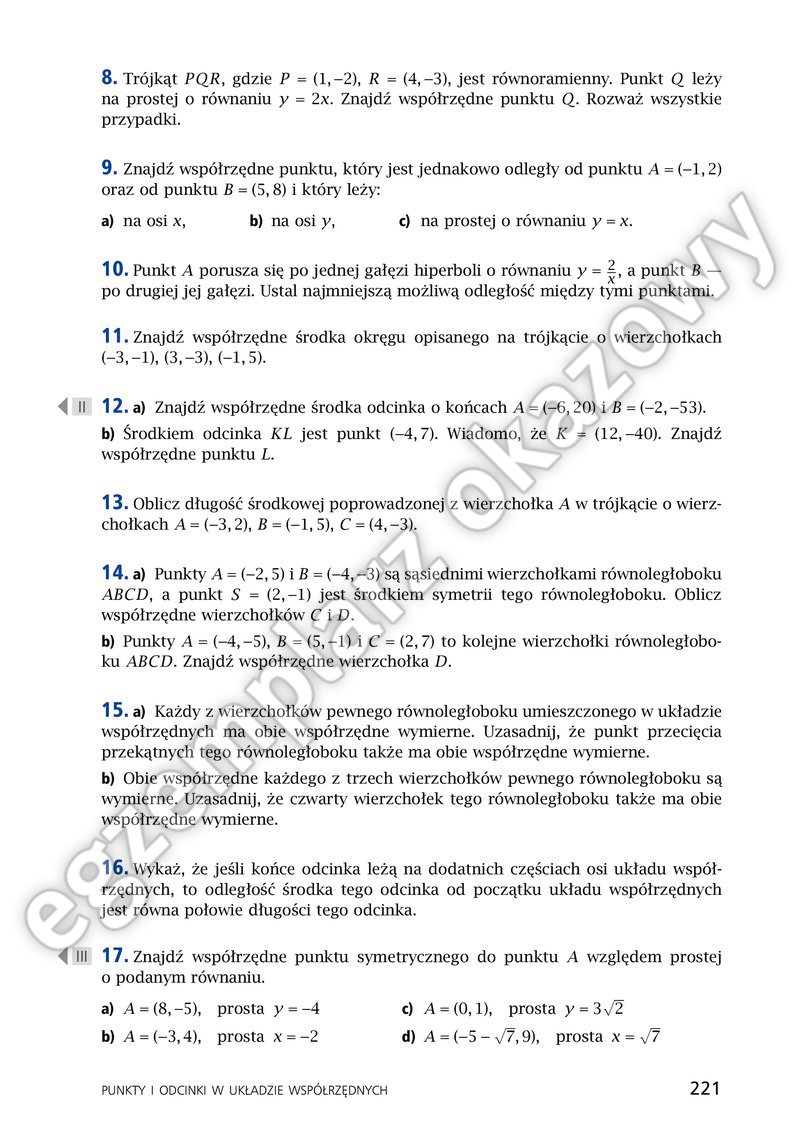 8. Trójkąt PQR, gdzie P = (1, −2), R = (4, −3), jest równoramienny. Punkt Q leży
na prostej o równaniu y = 2x. Znajdź współrzędne punktu Q. Rozważ wszystkie
przypadki.
9. Znajdź współrzędne punktu, który jest jednakowo odległy od punktu A = (−1, 2)
oraz od punktu B = (5, 8) i który leży:
a) na osi x, b) na osi y, c) na prostej o równaniu y = x.
10. Punkt A porusza się po jednej gałęzi hiperboli o równaniu y = 2/x, a punkt B —
po drugiej jej gałęzi. Ustal najmniejszą możliwą odległość między tymi punktami.
11. Znajdź współrzędne środka okręgu opisanego na trójkącie o wierzchołkach
(−3, −1), (3, −3), (−1, 5).
II 12. a) Znajdź współrzędne środka odcinka o końcach A = (−6, 20) i B = (−2, −53).
b) Środkiem odcinka KL jest punkt (−4, 7). Wiadomo, że K = (12, −40). Znajdź
współrzędne punktu L.
13. Oblicz długość środkowej poprowadzonej z wierzchołka A w trójkącie o wierz-
chołkach A = (−3, 2), B = (−1, 5), C = (4, −3).
14. a) Punkty A = (−2, 5) i B = (−4, −3) są sąsiednimi wierzchołkami równoległoboku
ABCD, a punkt S = (2, −1) jest środkiem symetrii tego równoległoboku. Oblicz
współrzędne wierzchołków C i D.
b) Punkty A = (−4, −5), B = (5, −1) i C = (2, 7) to kolejne wierzchołki równoległobo-
ku ABCD. Znajdź współrzędne wierzchołka D.
15. a) Każdy z wierzchołków pewnego równoległoboku umieszczonego w układzie
współrzędnych ma obie współrzędne wymierne. Uzasadnij, że punkt przecięcia
przekątnych tego równoległoboku także ma obie współrzędne wymierne.
b) Obie współrzędne każdego z trzech wierzchołków pewnego równoległoboku są
wymierne. Uzasadnij, że czwarty wierzchołek tego równoległoboku także ma obie
współrzędne wymierne.
16. Wykaż, że jeśli końce odcinka leżą na dodatnich częściach osi układu współ-
rzędnych, to odległość środka tego odcinka od początku układu współrzędnych
jest równa połowie długości tego odcinka.
III 17. Znajdź współrzędne punktu symetrycznego do punktu A względem prostej
o podanym równaniu.
a) A = (8, −5), prosta y = −4 c) A = (0, 1), prosta y = 3√2
b) A = (−3, 4), prosta x = −2 d) A = (−5 − √7, 9), prosta x = √7
PUNKTY I ODCINKI W UKŁADZIE WSPÓŁRZĘDNYCH 221
egzemplarz okazowy